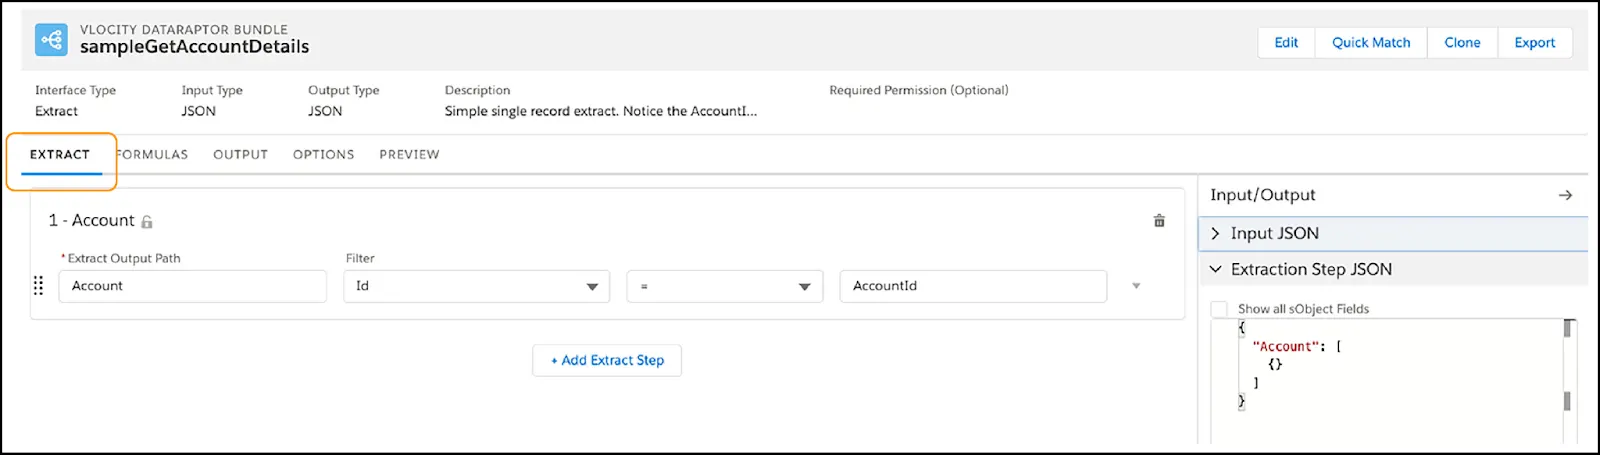 VLOCITY DATARAPTOR BUNDLE
sampleGetAccountDetails
Edit
Quick Match
Clone
Export
Interface Type
Input Type
Output Type
Description
Required Permission (Optional)
Extract
JSON
JSON
Simple single record extract. Notice the AccountI...
EXTRACT
FORMULAS
OUTPUT
OPTIONS
PREVIEW
1 - Account
* Extract Output Path
Filter
Account
Id
=
AccountId
+ Add Extract Step
Input/Output
Input JSON
Extraction Step JSON
Show all sObject Fields
{
"Account": [
{}
]
}